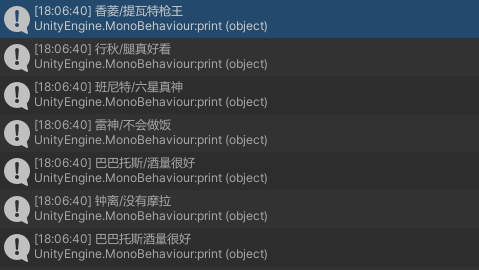 [18:06:40] 香菱/提瓦特枪王
UnityEngine.MonoBehaviour:print (object)
[18:06:40] 行秋/腿真好看
UnityEngine.MonoBehaviour:print (object)
[18:06:40] 班尼特/六星真神
UnityEngine.MonoBehaviour:print (object)
[18:06:40] 雷神/不会做饭
UnityEngine.MonoBehaviour:print (object)
[18:06:40] 巴巴托斯/酒量很好
UnityEngine.MonoBehaviour:print (object)
[18:06:40] 钟离/没有摩拉
UnityEngine.MonoBehaviour:print (object)
[18:06:40] 巴巴托斯酒量很好
UnityEngine.MonoBehaviour:print (object)